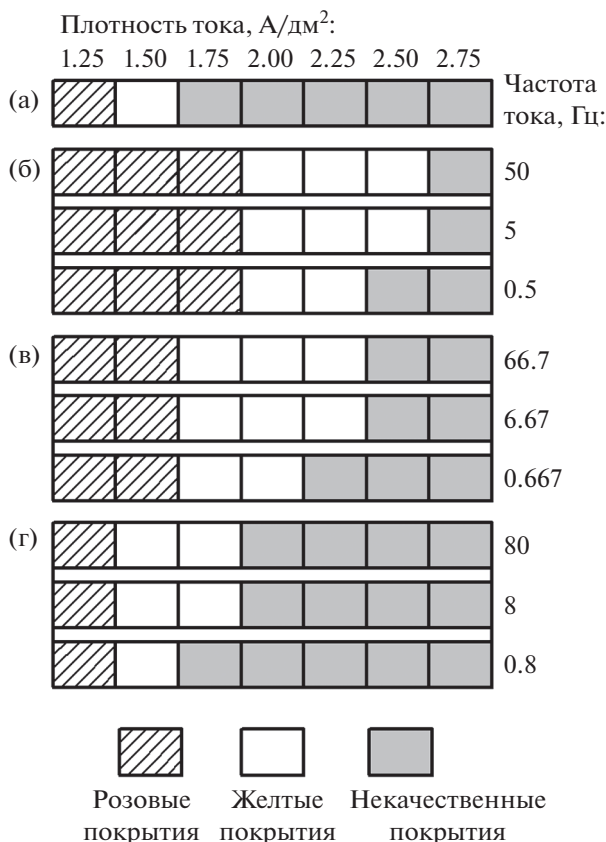 Плотность тока, А/дм²:
1.25 1.50 1.75 2.00 2.25 2.50 2.75
Частота
тока, Гц:
(а)
(б)
50
5
0.5
(в)
66.7
6.67
0.667
(г)
80
8
0.8
Розовые
покрытия
Желтые
покрытия
Некачественные
покрытия